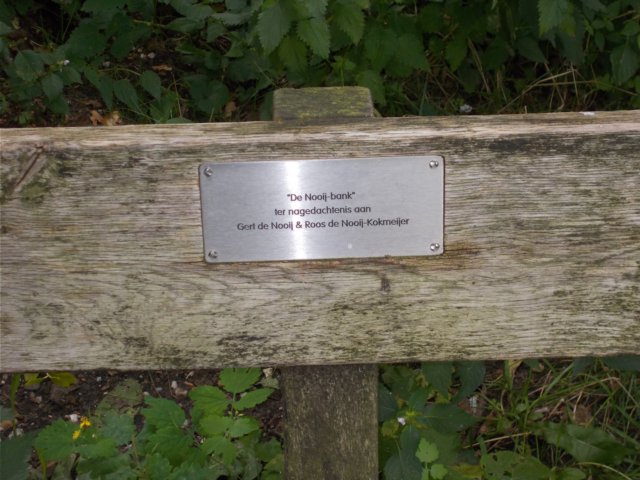 "De Nooij-bank"
ter nagedachtenis aan
Gert de Nooij & Roos de Nooij-Kokmeijer